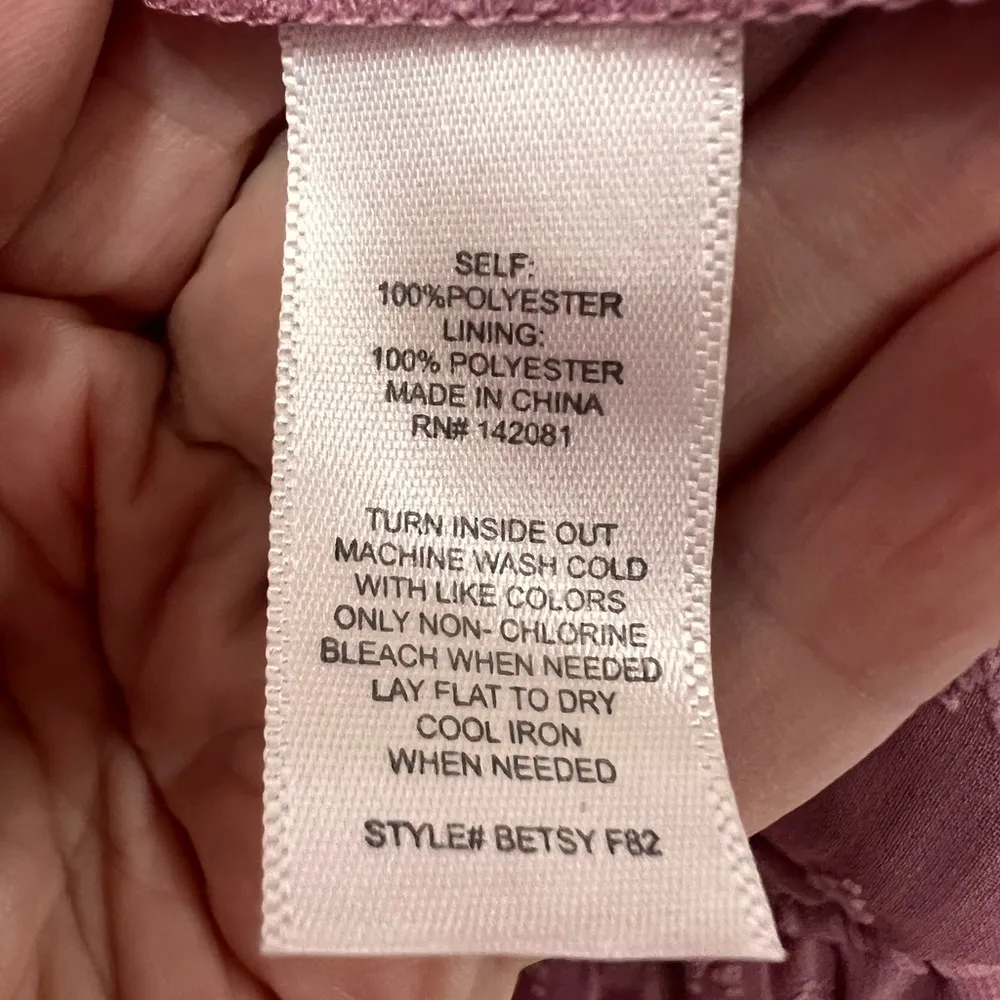 SELF:
100%POLYESTER
LINING:
100% POLYESTER
MADE IN CHINA
RN# 142081
TURN INSIDE OUT
MACHINE WASH COLD
WITH LIKE COLORS
ONLY NON- CHLORINE
BLEACH WHEN NEEDED
LAY FLAT TO DRY
COOL IRON
WHEN NEEDED
STYLE# BETSY F82